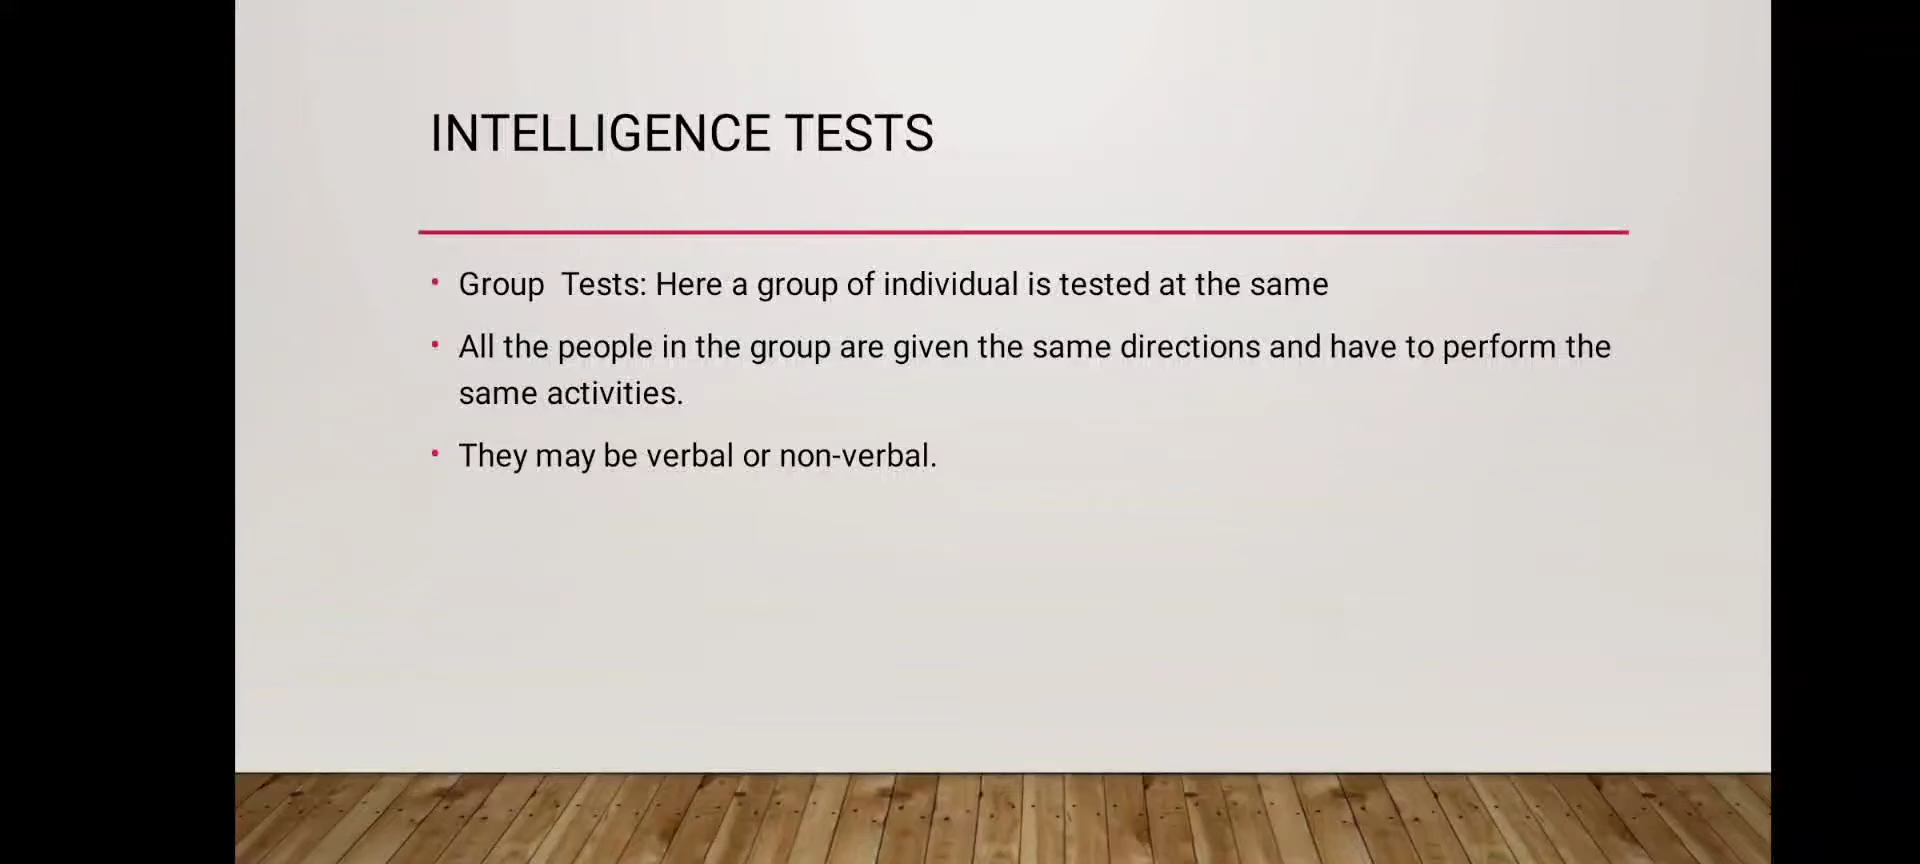 INTELLIGENCE TESTS
• Group  Tests: Here a group of individual is tested at the same
• All the people in the group are given the same directions and have to perform the
same activities.
• They may be verbal or non-verbal.